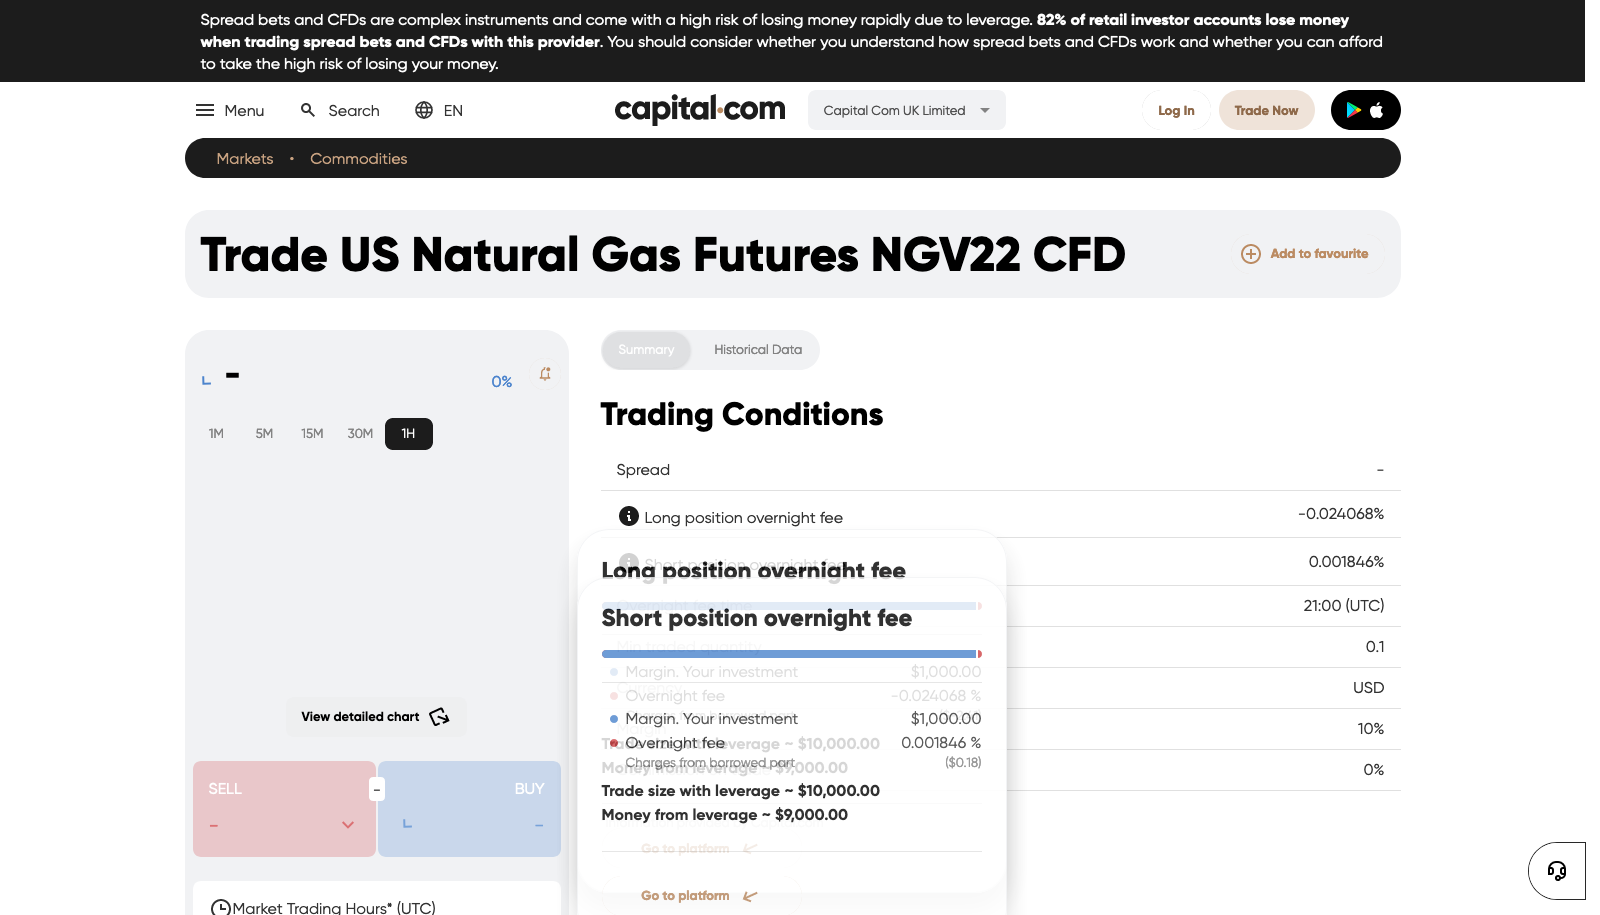 Spread bets and CFDs are complex instruments and come with a high risk of losing money rapidly due to leverage. 82% of retail investor accounts lose money
when trading spread bets and CFDs with this provider. You should consider whether you understand how spread bets and CFDs work and whether you can afford
to take the high risk of losing your money.
Menu
Search
EN
capital.com
Capital Com UK Limited
Log In
Trade Now
Markets • Commodities
Trade US Natural Gas Futures NGV22 CFD
Add to favourite
-
0%
1M 5M 15M 30M 1H
View detailed chart
SELL
-
-
BUY
-
Market Trading Hours* (UTC)
Summary
Historical Data
Trading Conditions
Spread -
Long position overnight fee -0.024068%
Short position overnight fee 0.001846%
21:00 (UTC)
Min traded quantity 0.1
USD
Margin 10%
0%
Long position overnight fee
Margin. Your investment $1,000.00
Overnight fee -0.024068 %
Trade size with leverage ~ $10,000.00
Money from leverage ~ $9,000.00
Go to platform
Short position overnight fee
Margin. Your investment $1,000.00
Overnight fee 0.001846 %
Charges from borrowed part ($0.18)
Trade size with leverage ~ $10,000.00
Money from leverage ~ $9,000.00
Go to platform